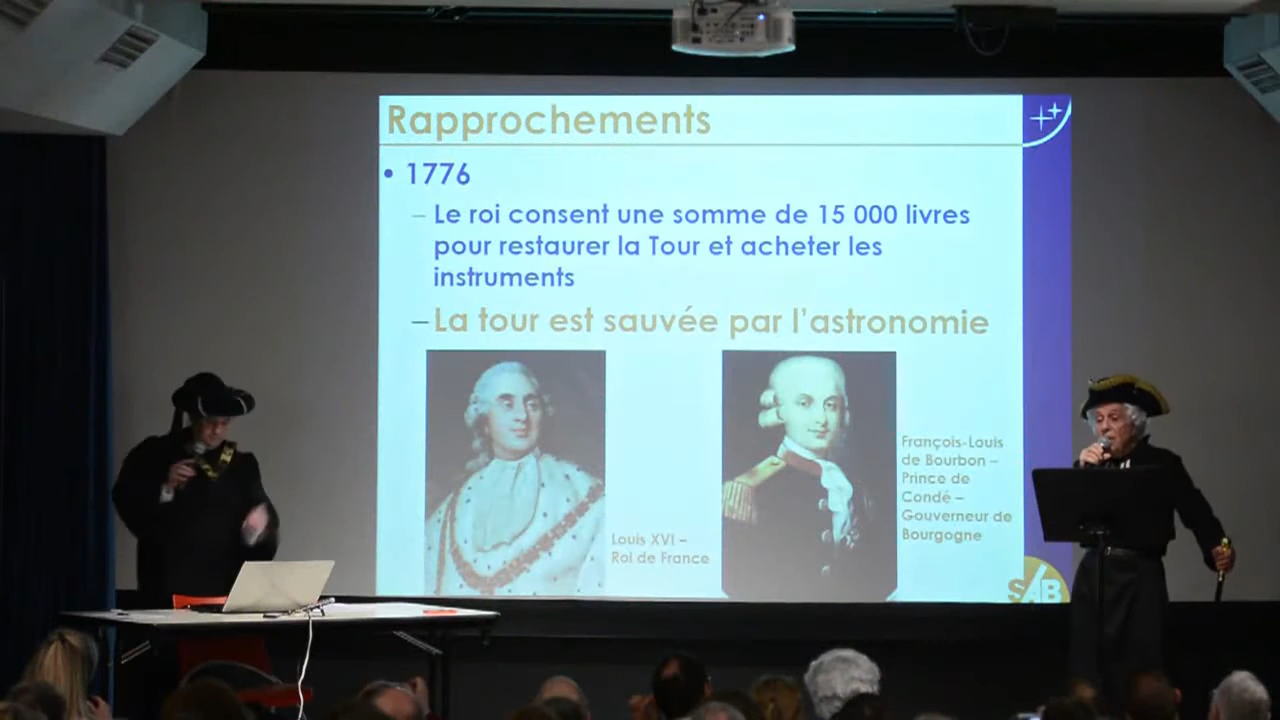 Rapprochements
• 1776
– Le roi consent une somme de 15 000 livres
pour restaurer la Tour et acheter les
instruments
– La tour est sauvée par l'astronomie
Louis XVI –
Roi de France
François-Louis
de Bourbon –
Prince de
Condé –
Gouverneur de
Bourgogne
SAB